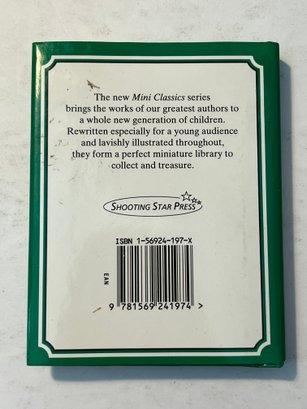 The new Mini Classics series
brings the works of our greatest authors to
a whole new generation of children.
Rewritten especially for a young audience
and lavishly illustrated throughout,
they form a perfect miniature library to
collect and treasure.
SHOOTING STAR PRESS
ISBN 1-56924-197-X
EAN
9 781569 241974 >